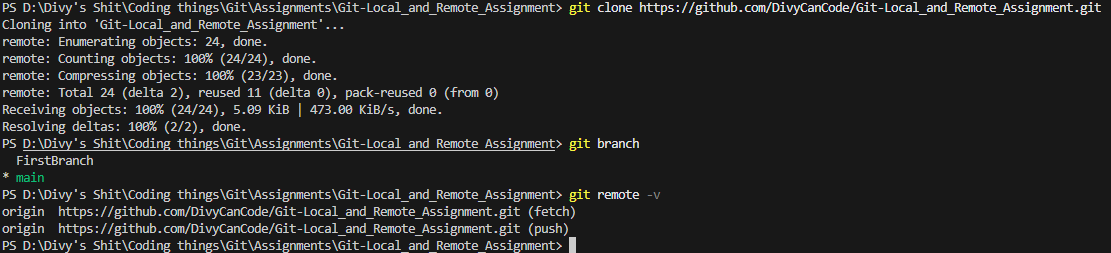 PS D:\Divy's Shit\Coding things\Git\Assignments\Git-Local_and_Remote_Assignment> git clone https://github.com/DivyCanCode/Git-Local_and_Remote_Assignment.git
Cloning into 'Git-Local_and_Remote_Assignment'...
remote: Enumerating objects: 24, done.
remote: Counting objects: 100% (24/24), done.
remote: Compressing objects: 100% (23/23), done.
remote: Total 24 (delta 2), reused 11 (delta 0), pack-reused 0 (from 0)
Receiving objects: 100% (24/24), 5.09 KiB | 473.00 KiB/s, done.
Resolving deltas: 100% (2/2), done.
PS D:\Divy's Shit\Coding things\Git\Assignments\Git-Local_and_Remote_Assignment> git branch
  FirstBranch
* main
PS D:\Divy's Shit\Coding things\Git\Assignments\Git-Local_and_Remote_Assignment> git remote -v
origin  https://github.com/DivyCanCode/Git-Local_and_Remote_Assignment.git (fetch)
origin  https://github.com/DivyCanCode/Git-Local_and_Remote_Assignment.git (push)
PS D:\Divy's Shit\Coding things\Git\Assignments\Git-Local_and_Remote_Assignment>